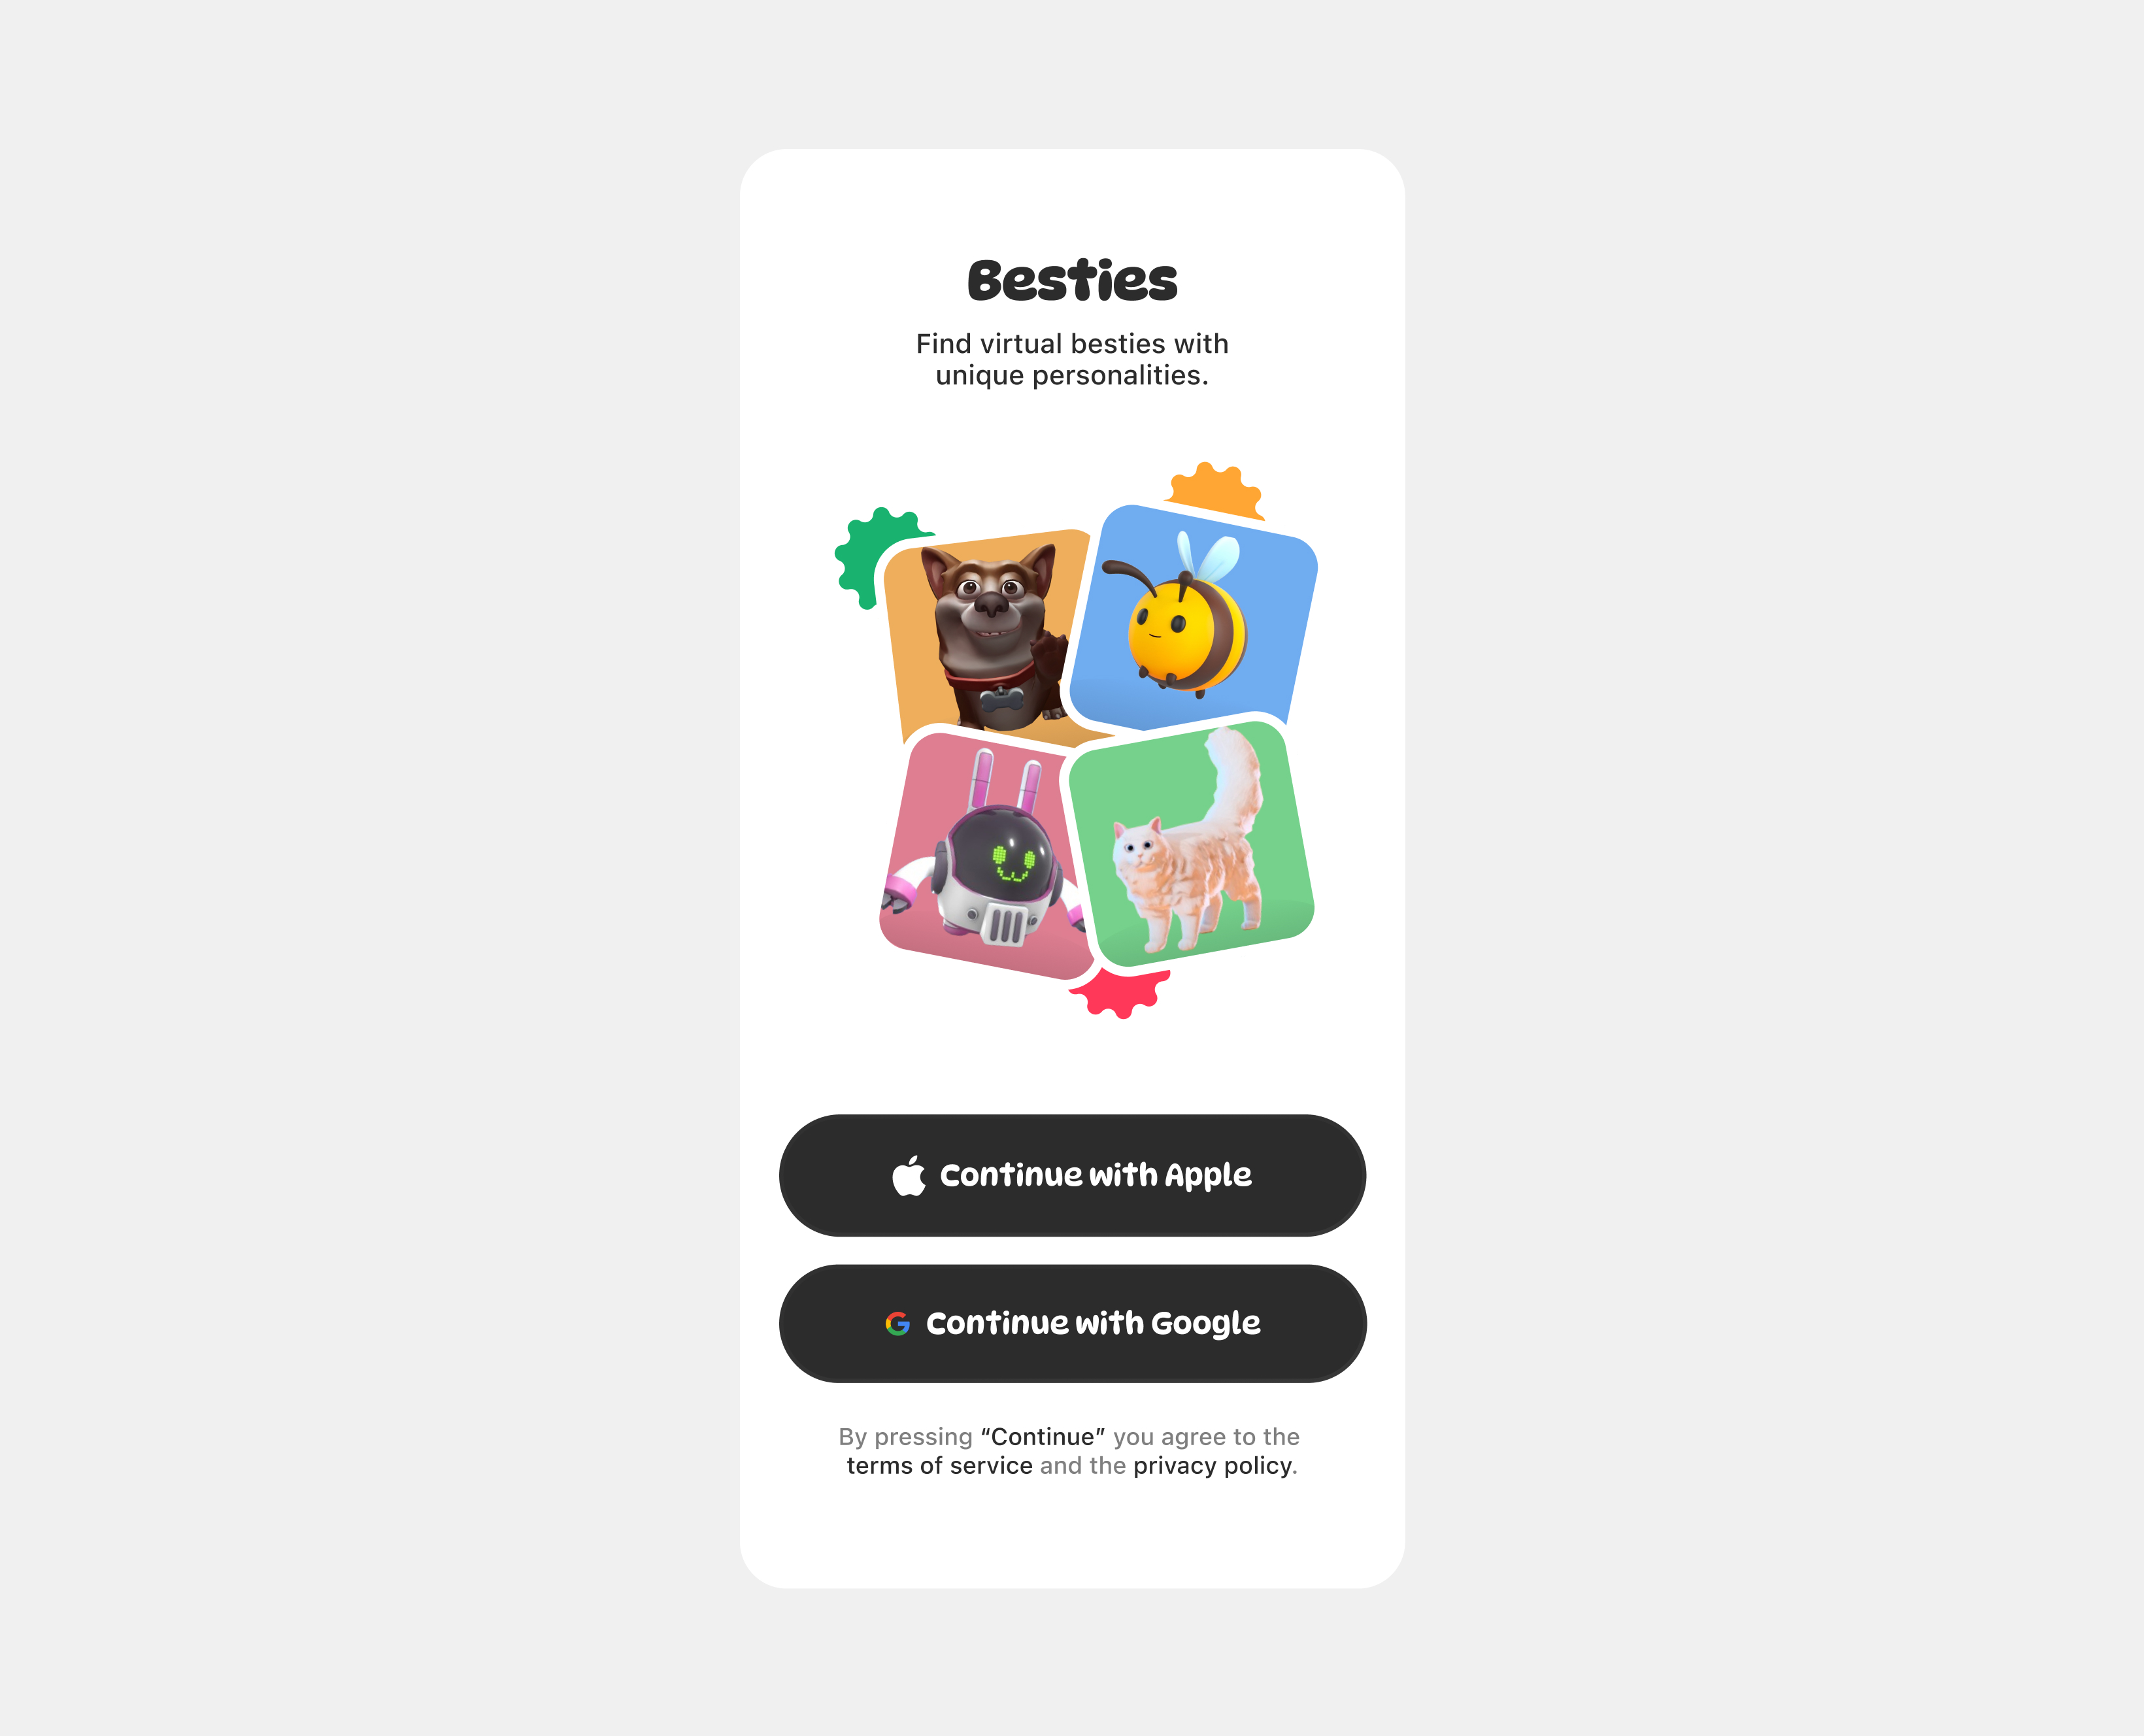 Besties
Find virtual besties with
unique personalities.
Continue with Apple
Continue with Google
By pressing “Continue” you agree to the
terms of service and the privacy policy.